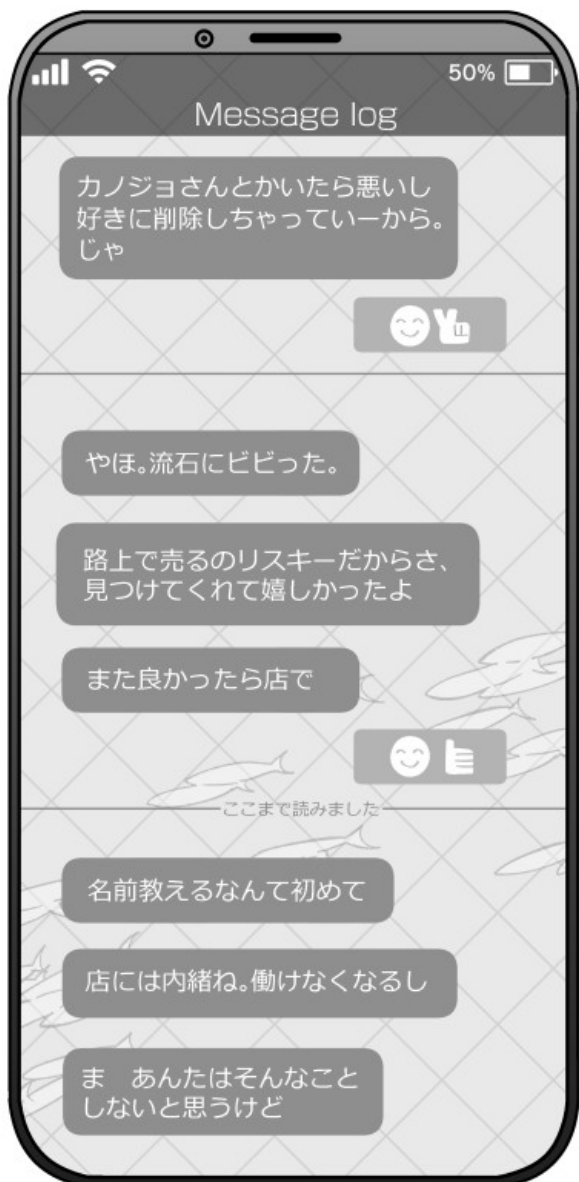 50%
Message log
カノジョさんとかいたら悪いし
好きに削除しちゃっていーから。
じゃ
やほ。流石にビビった。
路上で売るのリスキーだからさ、
見つけてくれて嬉しかったよ
また良かったら店で
ここまで読みました
名前教えるなんて初めて
店には内緒ね。働けなくなるし
ま　あんたはそんなこと
しないと思うけど